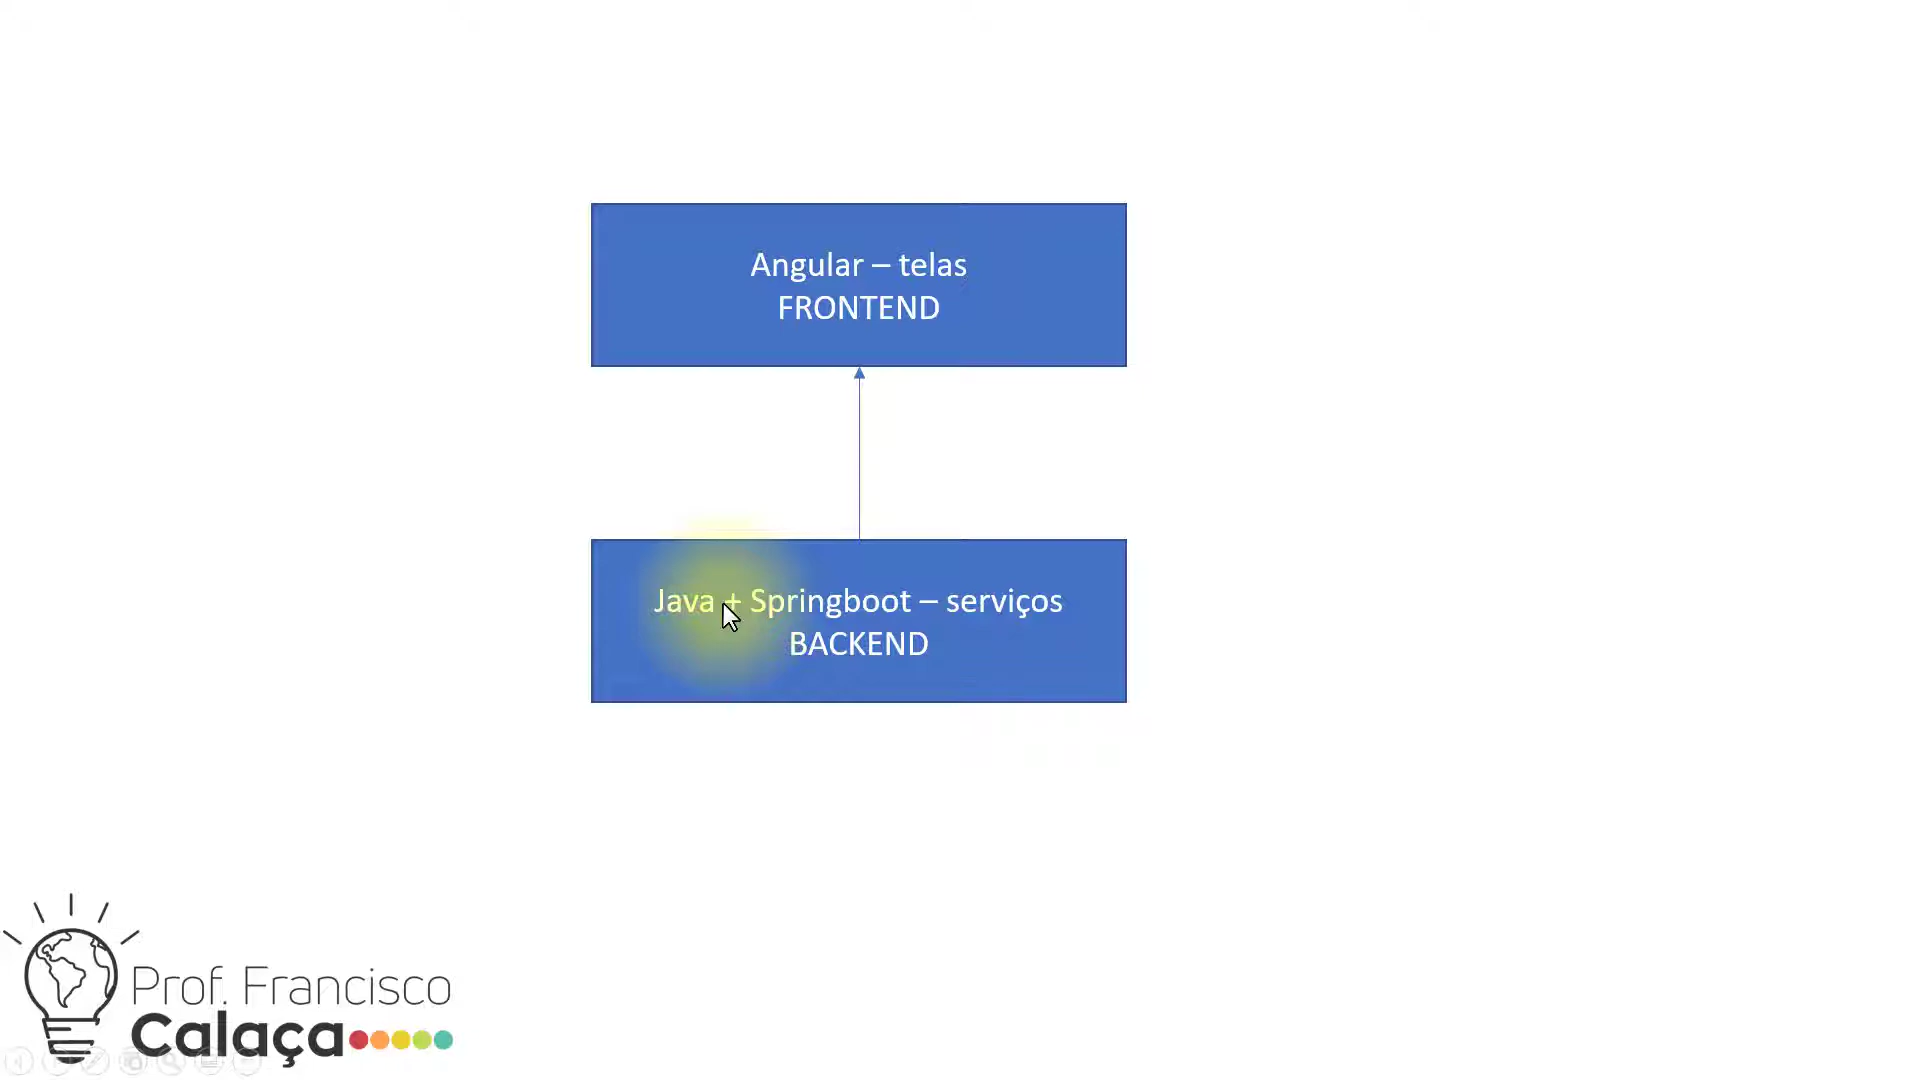 Angular – telas
FRONTEND
Java + Springboot – serviços
BACKEND
Prof. Francisco
Calaça